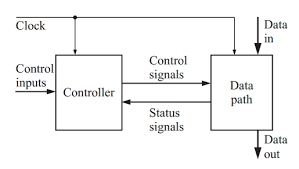 Clock
Data
in
Control
inputs
Controller
Control
signals
Status
signals
Data
path
Data
out